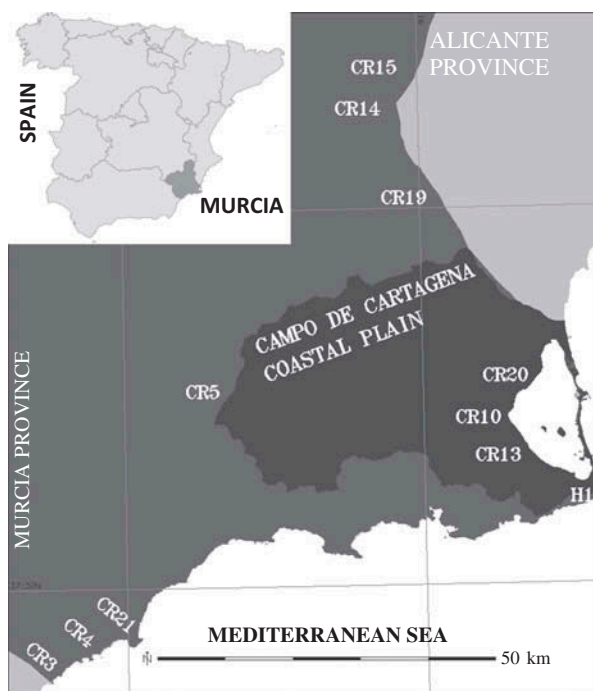 SPAIN
MURCIA
ALICANTE
PROVINCE
CR15
CR14
CR19
CAMPO DE CARTAGENA
COASTAL PLAIN
CR5
CR20
CR10
CR13
H1
MURCIA PROVINCE
CR21
CR4
CR3
MEDITERRANEAN SEA
N
50 km